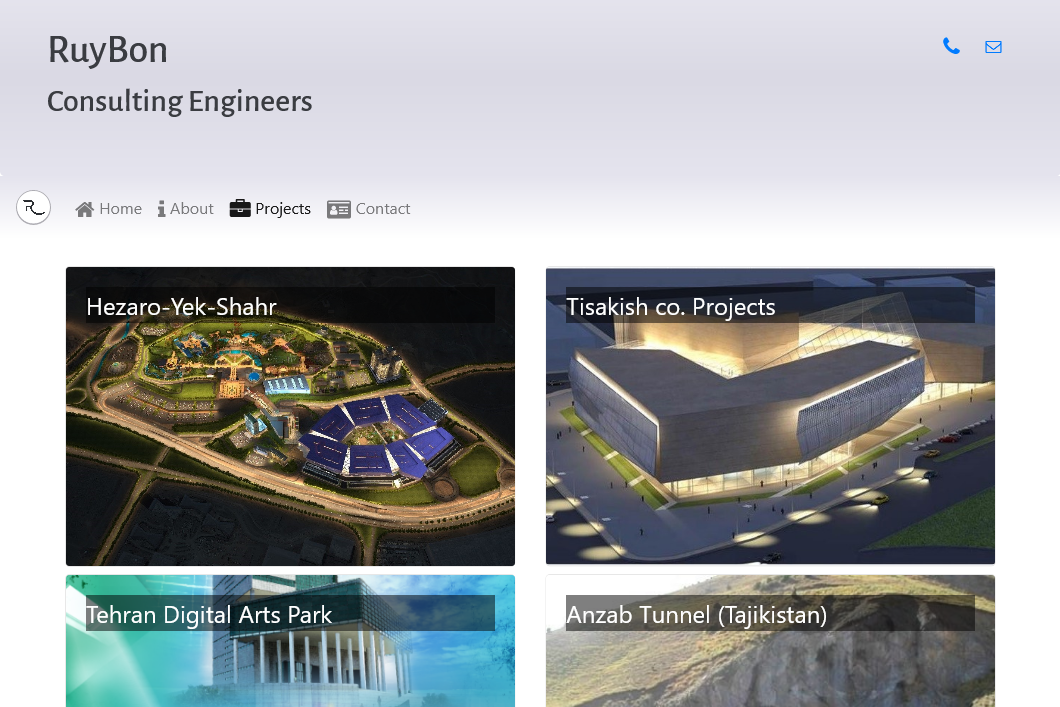 RuyBon
Consulting Engineers
Home About Projects Contact
Hezaro-Yek-Shahr
Tisakish co. Projects
Tehran Digital Arts Park
Anzab Tunnel (Tajikistan)